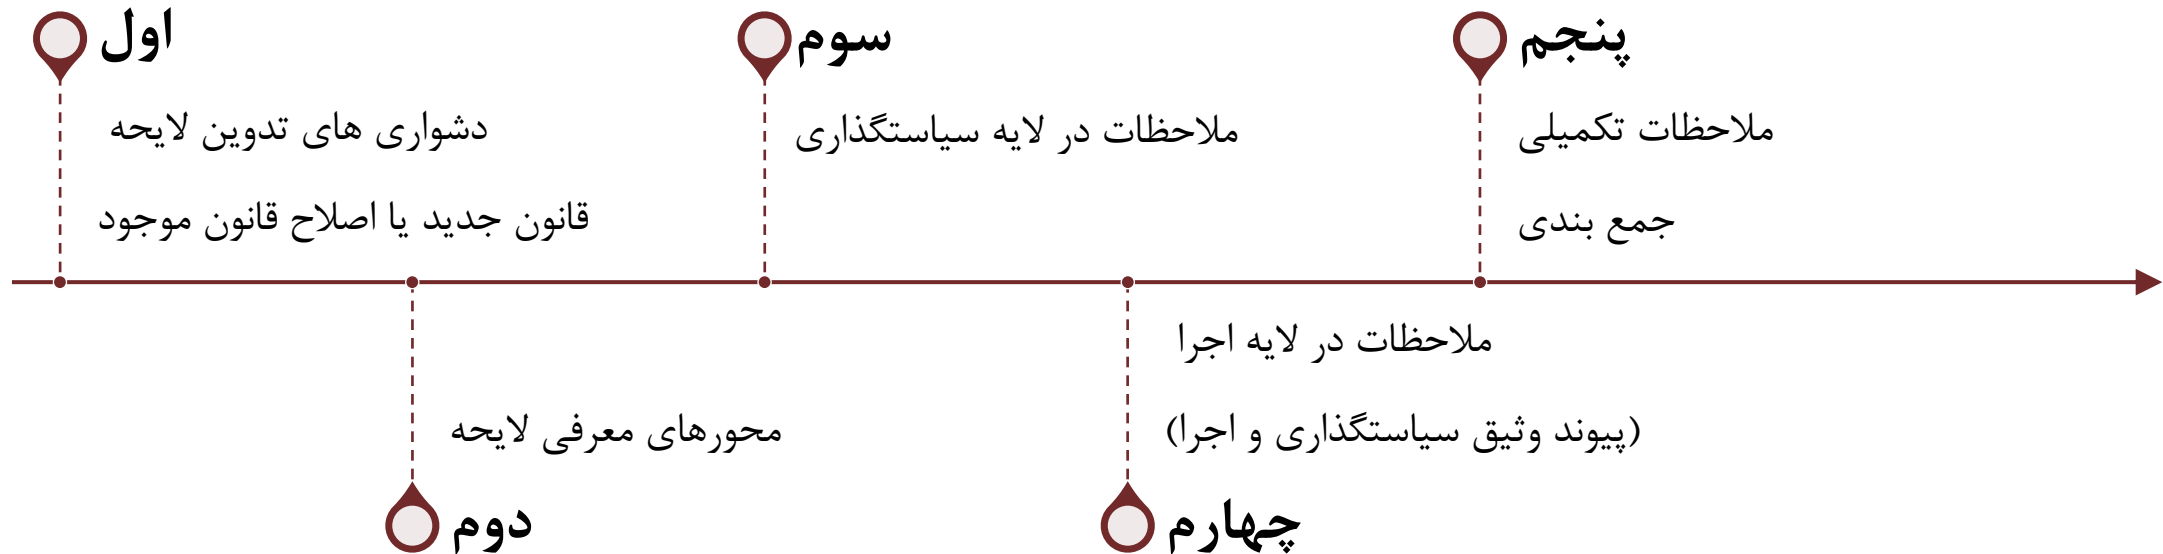 اول
دشواری های تدوین لایحه
قانون جدید یا اصلاح قانون موجود
دوم
محورهای معرفی لایحه
سوم
ملاحظات در لایه سیاستگذاری
چهارم
ملاحظات در لایه اجرا
(پیوند وثیق سیاستگذاری و اجرا)
پنجم
ملاحظات تکمیلی
جمع بندی